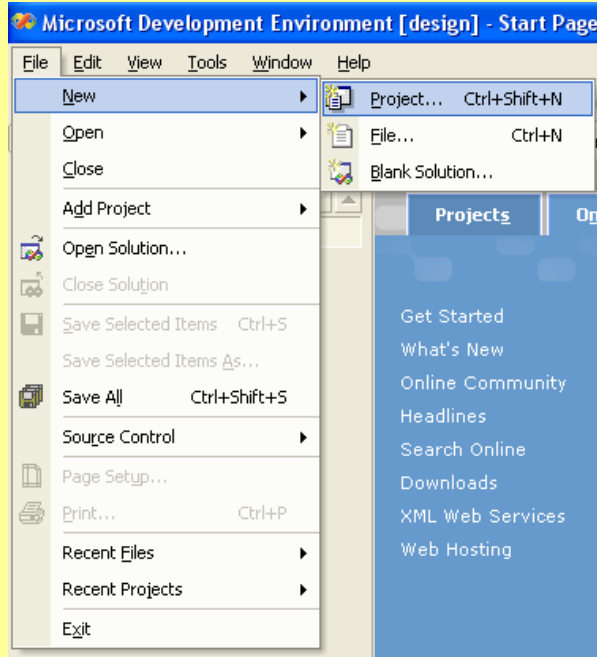 Microsoft Development Environment [design] - Start Page
File Edit View Tools Window Help
New
Project... Ctrl+Shift+N
Open
File... Ctrl+N
Close
Blank Solution...
Add Project
Projects
Open Solution...
Close Solution
Save Selected Items Ctrl+S
Save Selected Items As...
Save All Ctrl+Shift+S
Source Control
Page Setup...
Print... Ctrl+P
Recent Files
Recent Projects
Exit
Get Started
What's New
Online Community
Headlines
Search Online
Downloads
XML Web Services
Web Hosting